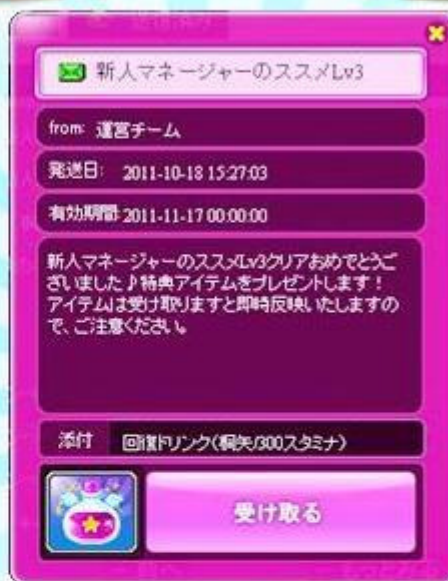 新人マネージャーのススメLv3
from: 運営チーム
発送日: 2011-10-18 15:27:03
有効期間: 2011-11-17 00:00:00
新人マネージャーのススメLv3クリアおめでとうご
ざいました♪特典アイテムをプレゼントします！
アイテムは受け取りますと即時反映いたしますの
で、ご注意ください。
添付 回復ドリンク(桐矢/300スタミナ)
受け取る